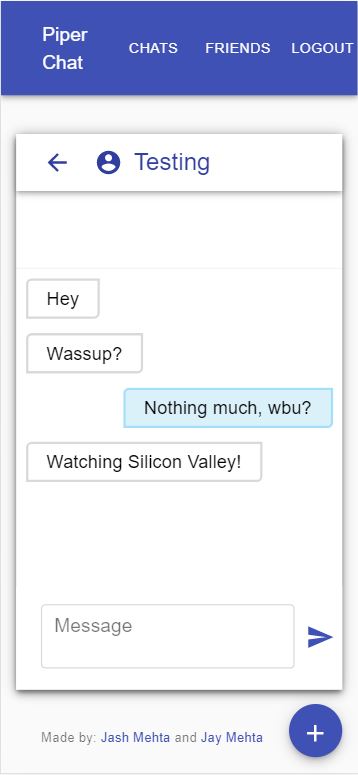 Piper
Chat
CHATS FRIENDS LOGOUT
Testing
Hey
Wassup?
Nothing much, wbu?
Watching Silicon Valley!
Message
Made by: Jash Mehta and Jay Mehta